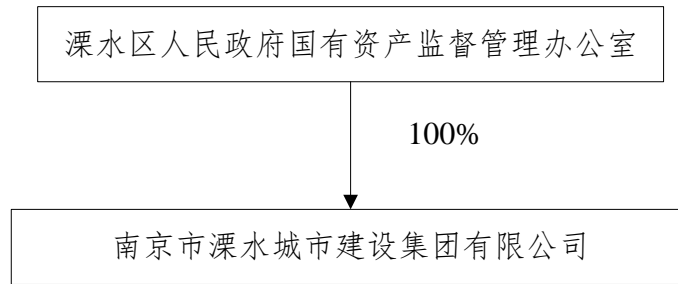 溧水区人民政府国有资产监督管理办公室
100%
南京市溧水城市建设集团有限公司